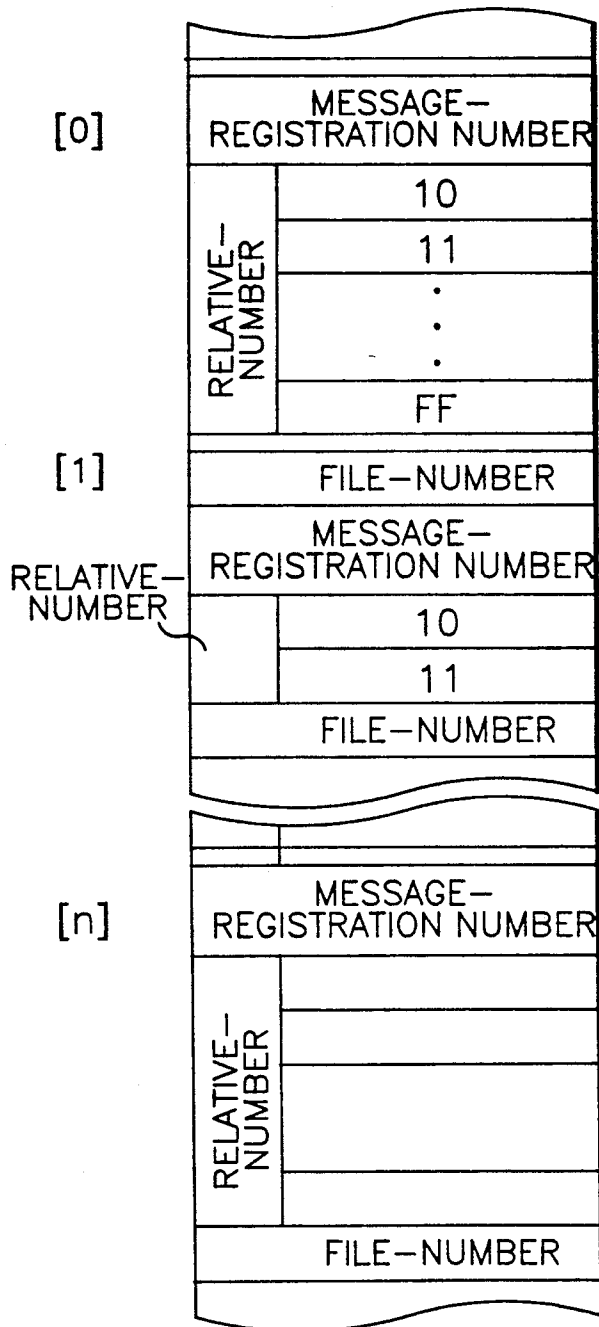 [0]
MESSAGE-
REGISTRATION NUMBER
RELATIVE-
NUMBER
10
11
FF
[1]
FILE-NUMBER
MESSAGE-
REGISTRATION NUMBER
RELATIVE-
NUMBER
10
11
FILE-NUMBER
[n]
MESSAGE-
REGISTRATION NUMBER
RELATIVE-
NUMBER
FILE-NUMBER